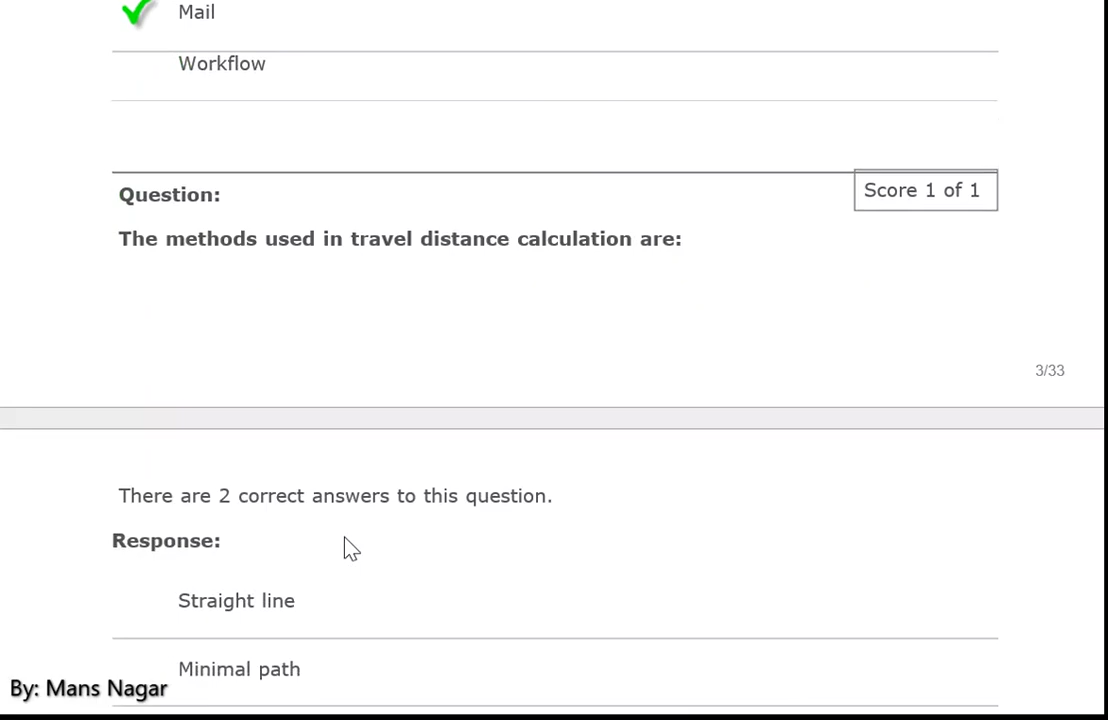 Mail
Workflow
Question:
Score 1 of 1
The methods used in travel distance calculation are:
3/33
There are 2 correct answers to this question.
Response:
Straight line
Minimal path
By: Mans Nagar